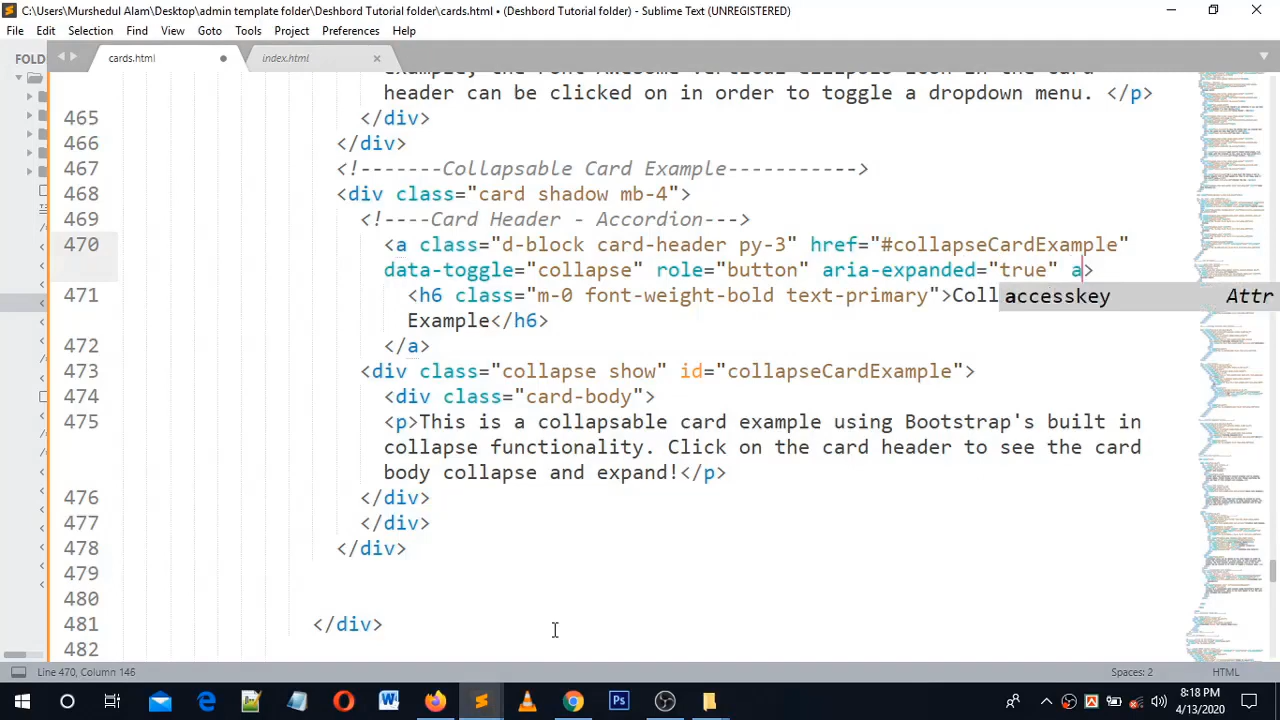 C:\Users\Murshedul Alam\Desktop\admin template folder\Deshbord Tutorial folder\cards.html • (Deshbord Tutorial folder) - Sublime Text (UNREGISTERED)
File Edit Selection Find View Goto Tools Project Preferences Help
FOLD
cards.html
index.html
header can be clicked on in order to toggle a dropdown menu. </p>
465 </div>
466 </div>
467 <!------Collapsable Card Example----------->
468 <div class="card shadow mb-4">
469 <!----Card Header - Accordion--->
470 <a class="d-block card-header py-3" href="#collapseCardExample"
data-toggle="collapse" role="button" aria-expanded="true" a>
471 <h6 class="m-0 font-weight-bold text-primary">Coll
accesskey Attr
Example</h6>
472 </a>
473 <div class="collapse show" id="collapseCardExample">
474 <div class="card-body">
475 <p>This is a collapsable card example using Bootstrap's built in
collapse functionality. Click on the card header to see the card
body collapse and expand!</p>
476 </div>
477 </div>
478 </div>
479
480
481 </div>
482
Line 470, Column 146
Spaces: 2
HTML
8:18 PM
4/13/2020